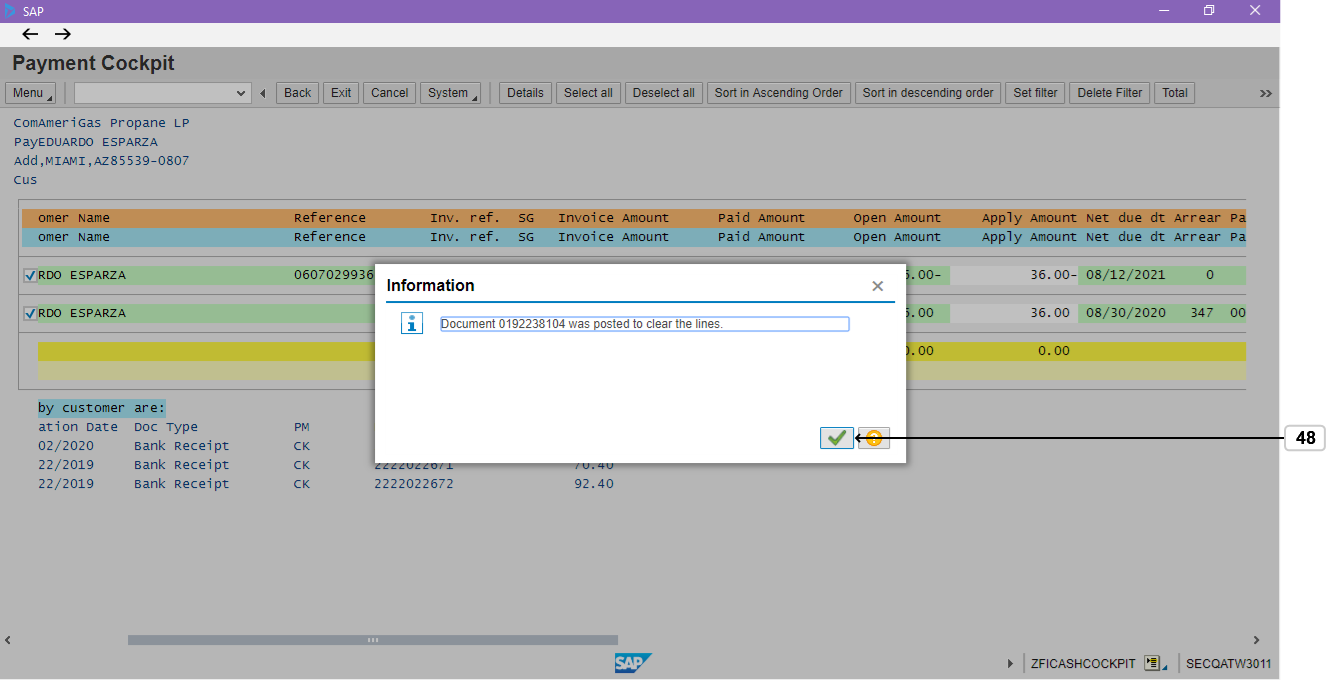 SAP
Payment Cockpit
Menu Back Exit Cancel System Details Select all Deselect all Sort in Ascending Order Sort in descending order Set filter Delete Filter Total
ComAmeriGas Propane LP
PayEDUARDO ESPARZA
Add,MIAMI,AZ85539-0807
Cus
omer Name Reference Inv. ref. SG Invoice Amount Paid Amount Open Amount Apply Amount Net due dt Arrear Pa
omer Name Reference Inv. ref. SG Invoice Amount Paid Amount Open Amount Apply Amount Net due dt Arrear Pa
RDO ESPARZA 0607029936 6.00- 36.00- 08/12/2021 0
RDO ESPARZA 6.00 36.00 08/30/2020 347 00
0.00 0.00
Information
Document 0192238104 was posted to clear the lines.
48
by customer are:
ation Date Doc Type PM
02/2020 Bank Receipt CK
22/2019 Bank Receipt CK 2222022671 70.40
22/2019 Bank Receipt CK 2222022672 92.40
SAP
ZFICASHCOCKPIT SECQATW3011